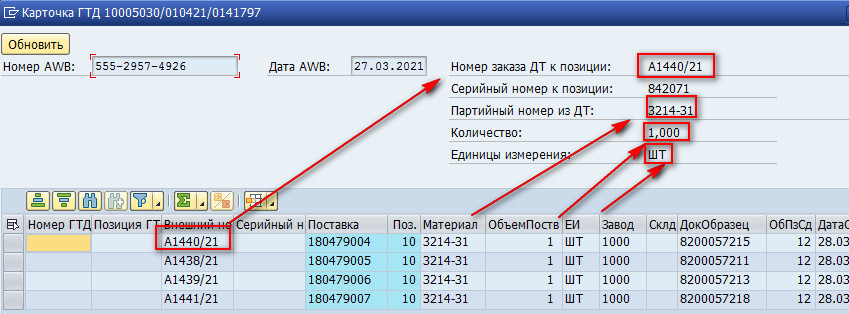 Карточка ГТД 10005030/010421/0141797
Обновить
Номер AWB: 555-2957-4926 Дата AWB: 27.03.2021 Номер заказа ДТ к позиции: A1440/21
Серийный номер к позиции: 842071
Партийный номер из ДТ: 3214-31
Количество: 1,000
Единицы измерения: ШТ
Номер ГТД Позиция ГТ Внешний но Серийный н Поставка Поз. Материал ОбъемПоств ЕИ Завод Склд ДокОбразец ОбПзСд ДатаС
A1440/21 180479004 10 3214-31 1 ШТ 1000 8200057215 12 28.03
A1438/21 180479005 10 3214-31 1 ШТ 1000 8200057211 12 28.03
A1439/21 180479006 10 3214-31 1 ШТ 1000 8200057213 12 28.03
A1441/21 180479007 10 3214-31 1 ШТ 1000 8200057218 12 28.03